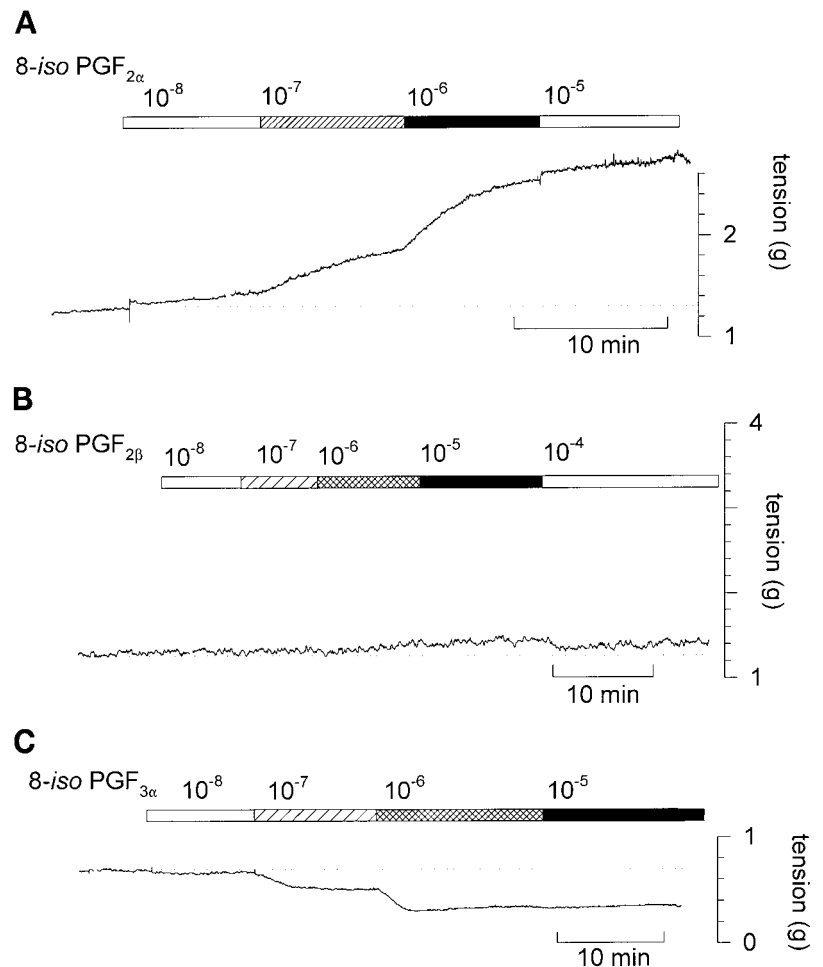 A
8-iso PGF₂α
10⁻⁸ 10⁻⁷ 10⁻⁶ 10⁻⁵
tension (g)
2
1
10 min
B
8-iso PGF₂β
10⁻⁸ 10⁻⁷ 10⁻⁶ 10⁻⁵ 10⁻⁴
4
tension (g)
1
10 min
C
8-iso PGF₃α
10⁻⁸ 10⁻⁷ 10⁻⁶ 10⁻⁵
1
tension (g)
0
10 min